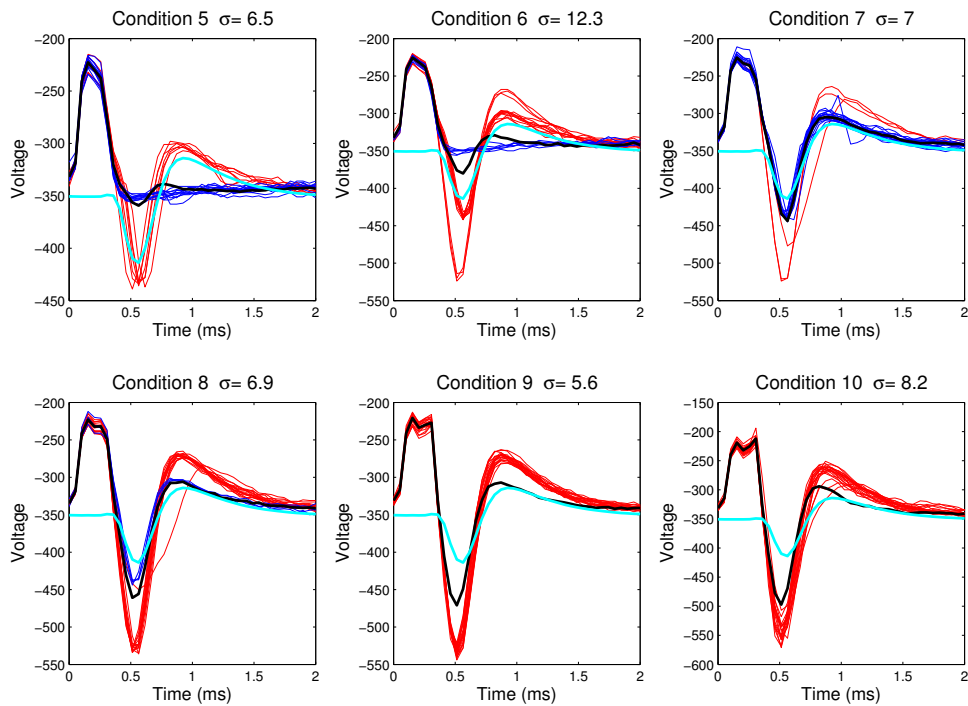 Condition 5 σ= 6.5
Condition 6 σ= 12.3
Condition 7 σ= 7
−200
−250
−300
−350
−400
−450
Voltage
0 0.5 1 1.5 2
Time (ms)
−200
−250
−300
−350
−400
−450
−500
−550
Voltage
0 0.5 1 1.5 2
Time (ms)
−200
−250
−300
−350
−400
−450
−500
−550
Voltage
0 0.5 1 1.5 2
Time (ms)
Condition 8 σ= 6.9
Condition 9 σ= 5.6
Condition 10 σ= 8.2
−200
−250
−300
−350
−400
−450
−500
−550
Voltage
0 0.5 1 1.5 2
Time (ms)
−200
−250
−300
−350
−400
−450
−500
−550
Voltage
0 0.5 1 1.5 2
Time (ms)
−150
−200
−250
−300
−350
−400
−450
−500
−550
−600
Voltage
0 0.5 1 1.5 2
Time (ms)